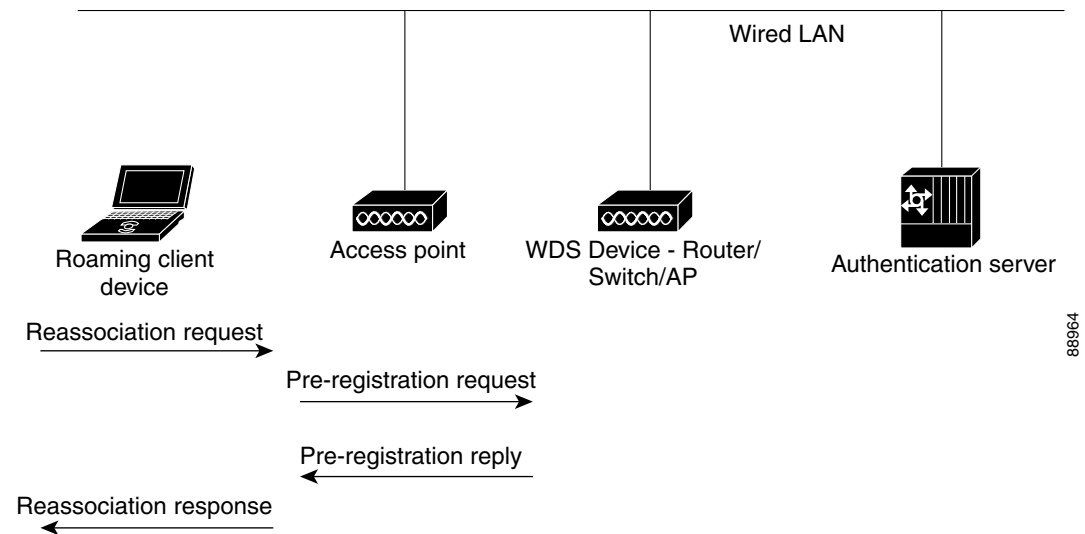 Wired LAN
Roaming client
device
Access point
WDS Device - Router/
Switch/AP
Authentication server
88964
Reassociation request
Pre-registration request
Pre-registration reply
Reassociation response